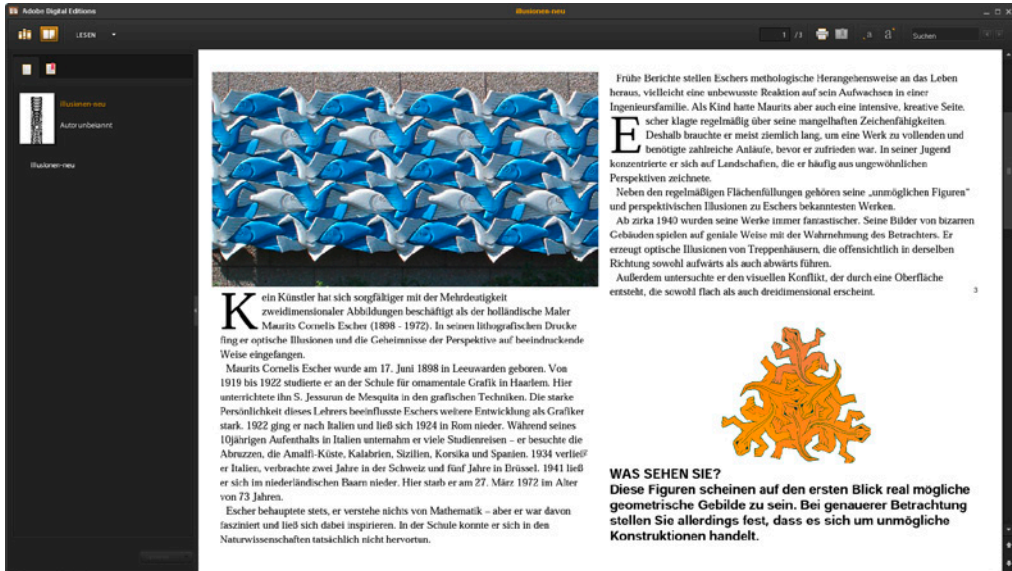 Adobe Digital Editions
illusionen-neu
LESEN
1 /3
a
a
Suchen
illusionen-neu
Autor unbekannt
Illusionen-neu
Kein Künstler hat sich sorgfältiger mit der Mehrdeutigkeit
zweidimensionaler Abbildungen beschäftigt als der holländische Maler
Maurits Cornelis Escher (1898 - 1972). In seinen lithografischen Drucke
fing er optische Illusionen und die Geheimnisse der Perspektive auf beeindruckende
Weise eingefangen.
Maurits Cornelis Escher wurde am 17. Juni 1898 in Leeuwarden geboren. Von
1919 bis 1922 studierte er an der Schule für ornamentale Grafik in Haarlem. Hier
unterrichtete ihn S. Jessurun de Mesquita in den grafischen Techniken. Die starke
Persönlichkeit dieses Lehrers beeinflusste Eschers weitere Entwicklung als Grafiker
stark. 1922 ging er nach Italien und ließ sich 1924 in Rom nieder. Während seines
10jährigen Aufenthalts in Italien unternahm er viele Studienreisen – er besuchte die
Abruzzen, die Amalfi-Küste, Kalabrien, Sizilien, Korsika und Spanien. 1934 verließ
er Italien, verbrachte zwei Jahre in der Schweiz und fünf Jahre in Brüssel. 1941 ließ
er sich im niederländischen Baarn nieder. Hier starb er am 27. März 1972 im Alter
von 73 Jahren.
Escher behauptete stets, er verstehe nichts von Mathematik – aber er war davon
fasziniert und ließ sich dabei inspirieren. In der Schule konnte er sich in den
Naturwissenschaften tatsächlich nicht hervortun.
Frühe Berichte stellen Eschers methologische Herangehensweise an das Leben
heraus, vielleicht eine unbewusste Reaktion auf sein Aufwachsen in einer
Ingenieursfamilie. Als Kind hatte Maurits aber auch eine intensive, kreative Seite.
Escher klagte regelmäßig über seine mangelhaften Zeichenfähigkeiten.
Deshalb brauchte er meist ziemlich lang, um eine Werk zu vollenden und
benötigte zahlreiche Anläufe, bevor er zufrieden war. In seiner Jugend
konzentrierte er sich auf Landschaften, die er häufig aus ungewöhnlichen
Perspektiven zeichnete.
Neben den regelmäßigen Flächenfüllungen gehören seine „unmöglichen Figuren“
und perspektivischen Illusionen zu Eschers bekanntesten Werken.
Ab zirka 1940 wurden seine Werke immer fantastischer. Seine Bilder von bizarren
Gebäuden spielen auf geniale Weise mit der Wahrnehmung des Betrachters. Er
erzeugt optische Illusionen von Treppenhäusern, die offensichtlich in derselben
Richtung sowohl aufwärts als auch abwärts führen.
Außerdem untersuchte er den visuellen Konflikt, der durch eine Oberfläche
entsteht, die sowohl flach als auch dreidimensional erscheint.
3
WAS SEHEN SIE?
Diese Figuren scheinen auf den ersten Blick real mögliche
geometrische Gebilde zu sein. Bei genauerer Betrachtung
stellen Sie allerdings fest, dass es sich um unmögliche
Konstruktionen handelt.